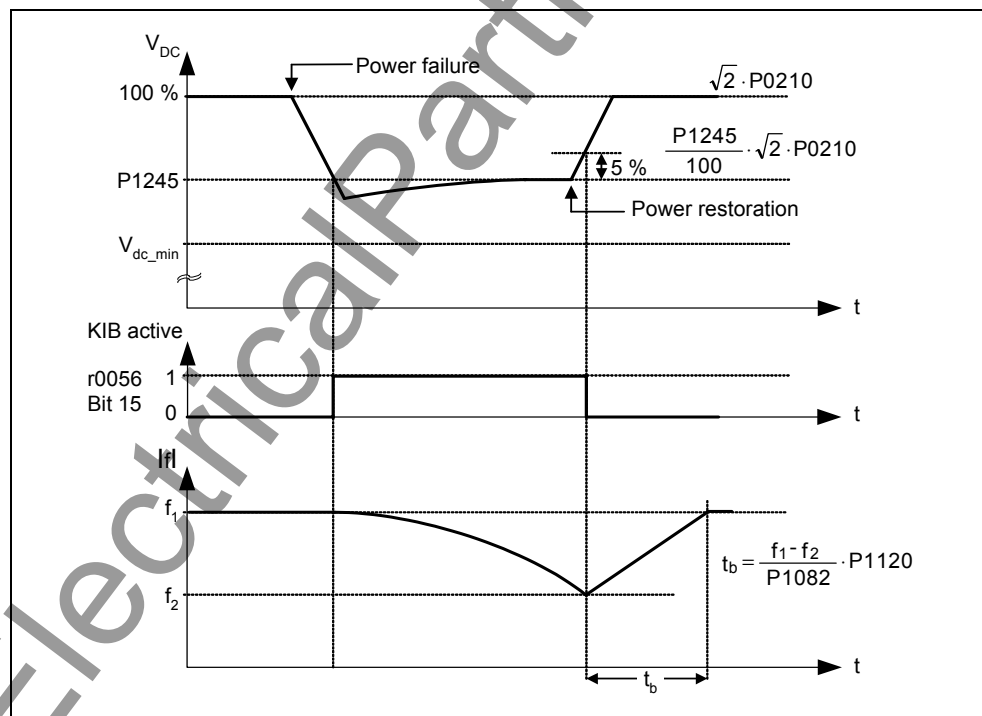 V_DC
Power failure
100 %
√2 · P0210
P1245/100 · √2 · P0210
5 %
P1245
Power restoration
V_dc_min
t
KIB active
r0056
Bit 15
1
0
t
|f|
f_1
t_b = (f_1 - f_2)/P1082 · P1120
f_2
t
t_b
ElectricalParti